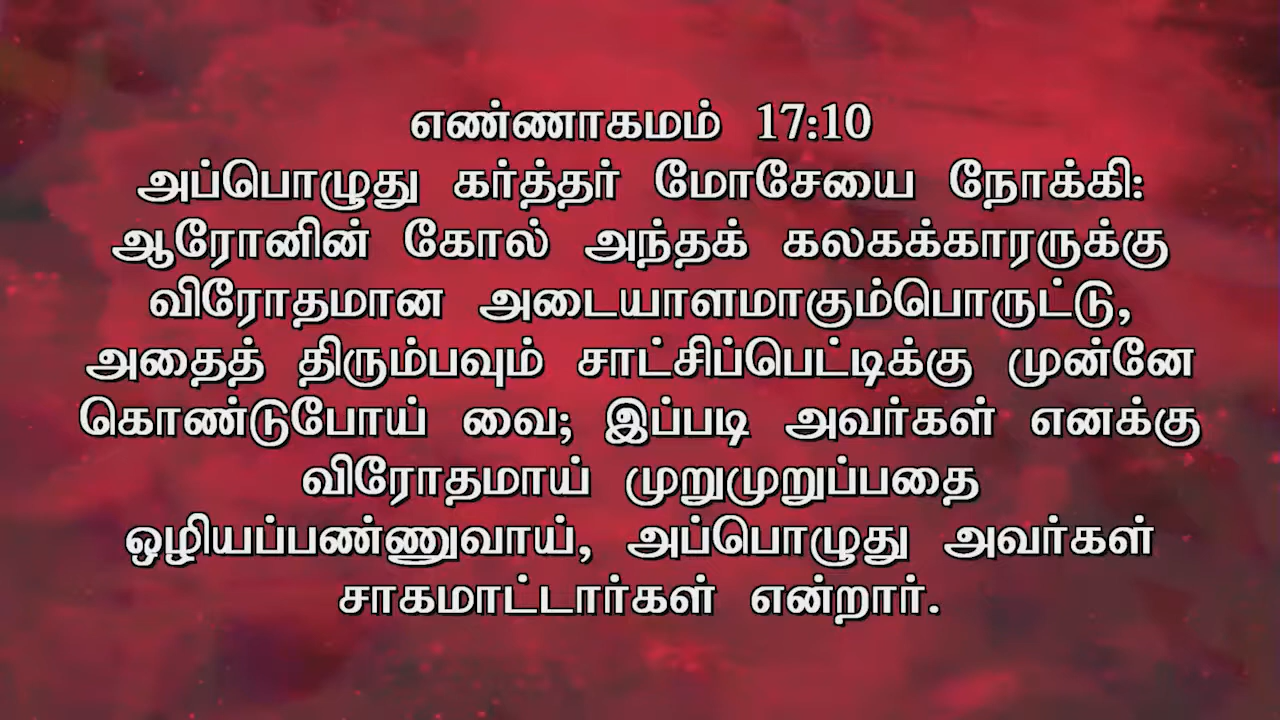 எண்ணாகமம் 17:10
அப்பொழுது கர்த்தர் மோசேயை நோக்கி:
ஆரோனின் கோல் அந்தக் கலகக்காரருக்கு
விரோதமான அடையாளமாகும்பொருட்டு,
அதைத் திரும்பவும் சாட்சிப்பெட்டிக்கு முன்னே
கொண்டுபோய் வை; இப்படி அவர்கள் எனக்கு
விரோதமாய் முறுமுறுப்பதை
ஒழியப்பண்ணுவாய், அப்பொழுது அவர்கள்
சாகமாட்டார்கள் என்றார்.